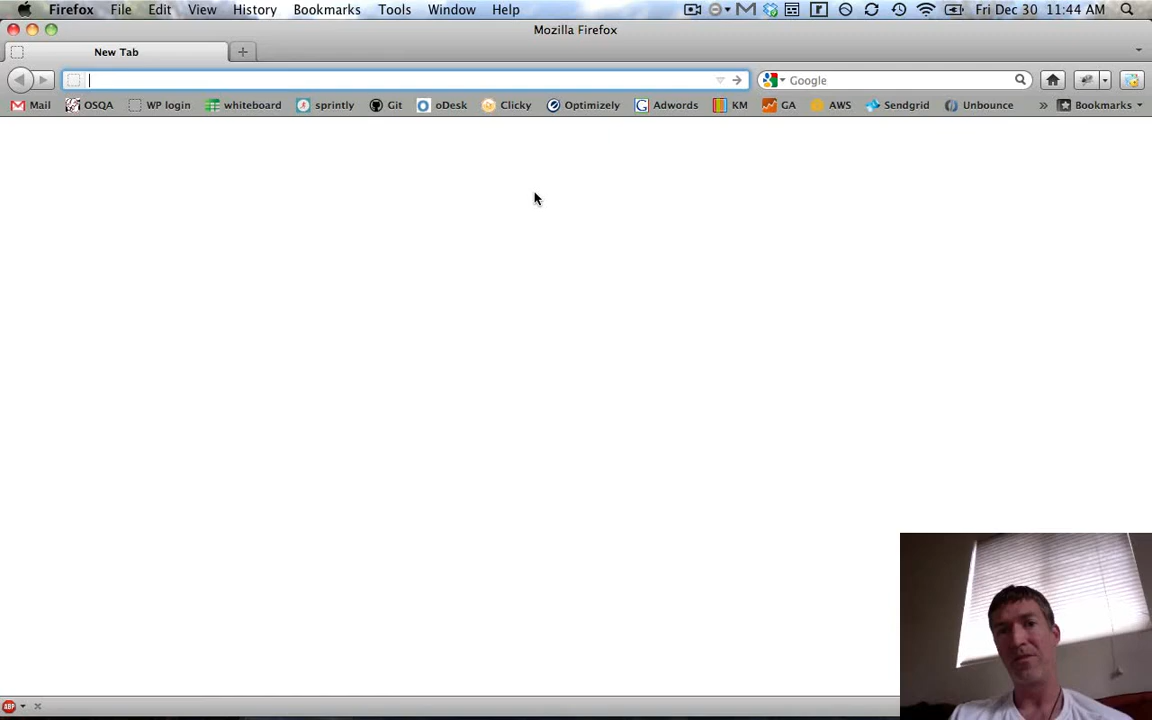 Firefox File Edit View History Bookmarks Tools Window Help Fri Dec 30 11:44 AM
Mozilla Firefox
New Tab
Google
Mail OSQA WP login whiteboard sprintly Git oDesk Clicky Optimizely Adwords KM GA AWS Sendgrid Unbounce » Bookmarks
ABP